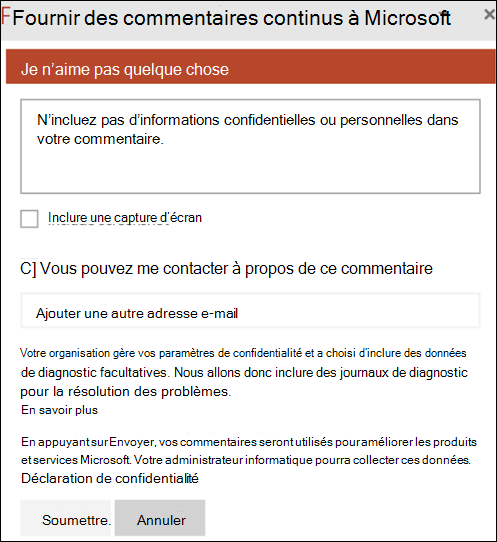 Fournir des commentaires continus à Microsoft
Je n'aime pas quelque chose
N'incluez pas d'informations confidentielles ou personnelles dans
votre commentaire.
Inclure une capture d'écran
C] Vous pouvez me contacter à propos de ce commentaire
Ajouter une autre adresse e-mail
Votre organisation gère vos paramètres de confidentialité et a choisi d'inclure des données
de diagnostic facultatives. Nous allons donc inclure des journaux de diagnostic
pour la résolution des problèmes.
En savoir plus
En appuyant sur Envoyer, vos commentaires seront utilisés pour améliorer les produits
et services Microsoft. Votre administrateur informatique pourra collecter ces données.
Déclaration de confidentialité
Soumettre.
Annuler